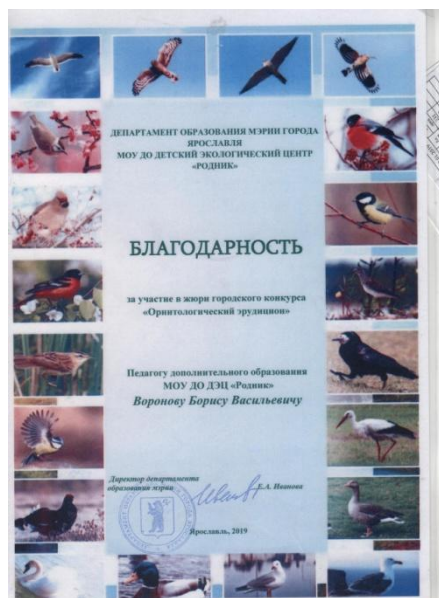 ДЕПАРТАМЕНТ ОБРАЗОВАНИЯ МЭРИИ ГОРОДА
ЯРОСЛАВЛЯ
МОУ ДО ДЕТСКИЙ ЭКОЛОГИЧЕСКИЙ ЦЕНТР
«РОДНИК»
БЛАГОДАРНОСТЬ
за участие в жюри городского конкурса
«Орнитологический эрудицион»
Педагогу дополнительного образования
МОУ ДО ДЭЦ «Родник»
Воронову Борису Васильевичу
Директор департамента
образования мэрии
Е.А. Иванова
Ярославль, 2019